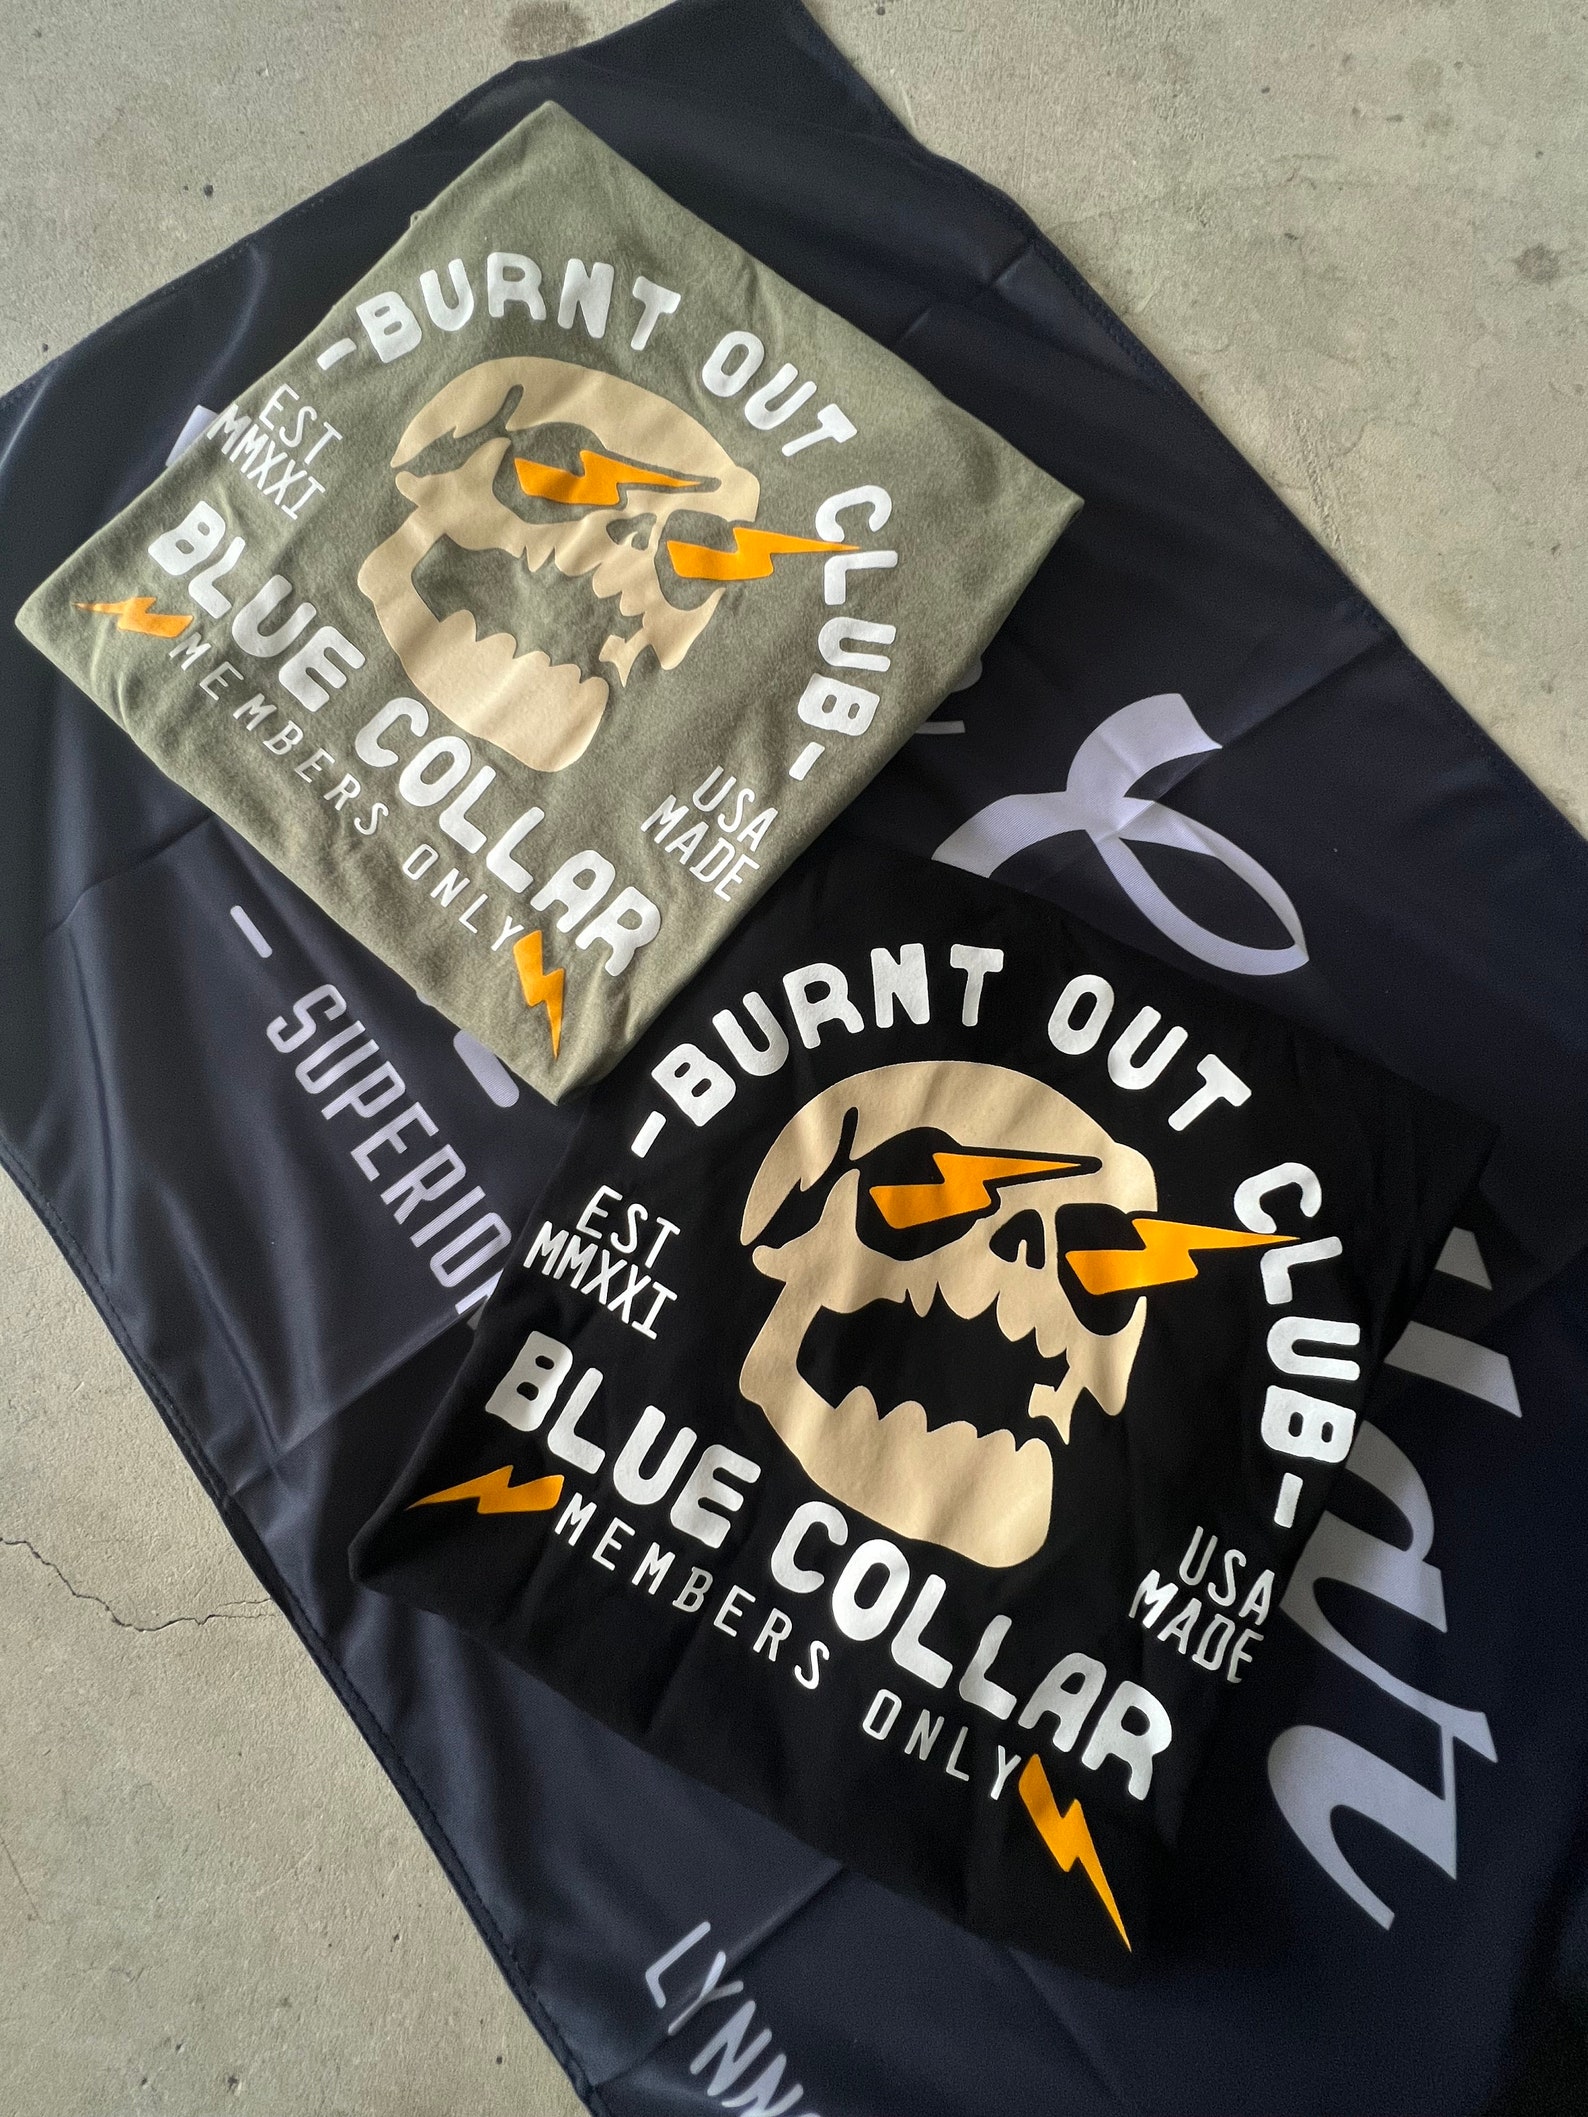 -BURNT OUT CLUB-
EST
MMXXI
BLUE COLLAR
MEMBERS ONLY
USA
MADE
- SUPERIOR
-BURNT OUT CLUB-
EST
MMXXI
BLUE COLLAR
MEMBERS ONLY
USA
MADE